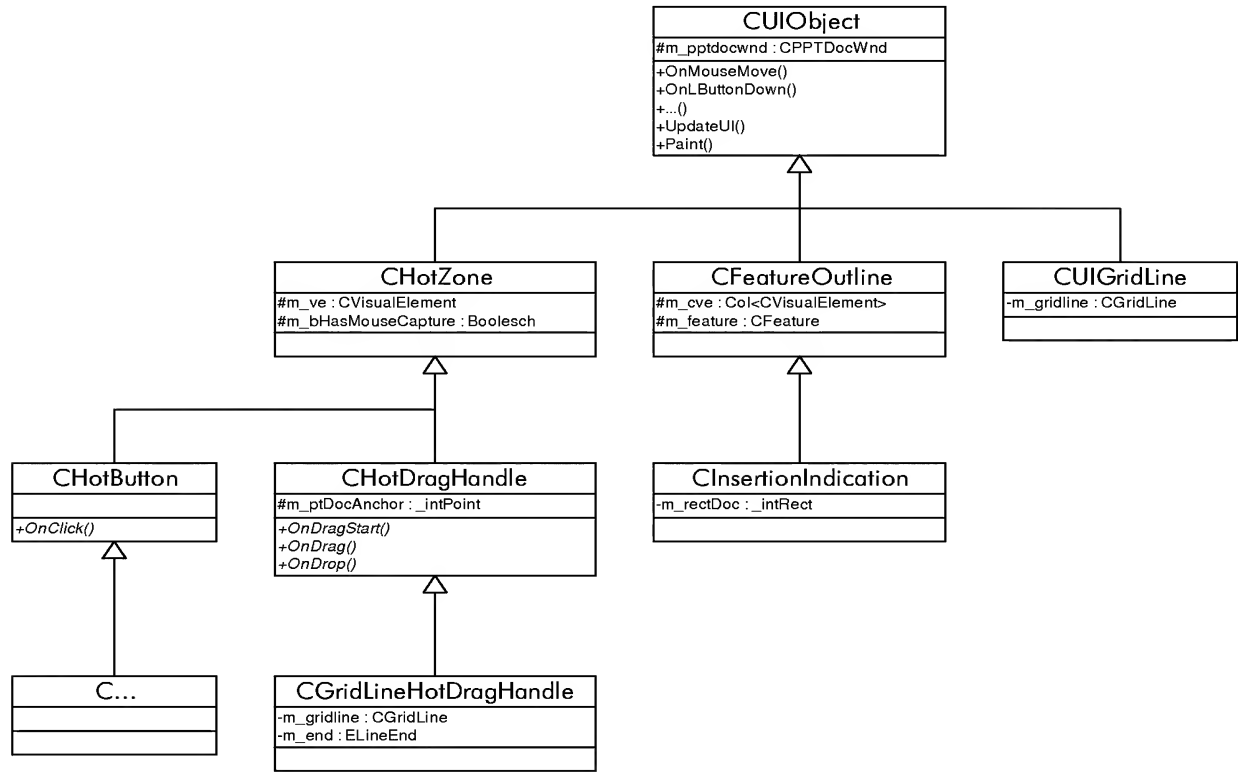 CUIObject
#m_pptdocwnd : CPPTDocWnd
+OnMouseMove()
+OnLButtonDown()
+...()
+UpdateUI()
+Paint()
CHotZone
#m_ve : CVisualElement
#m_bHasMouseCapture : Boolesch
CFeatureOutline
#m_cve : Col<CVisualElement>
#m_feature : CFeature
CUIGridLine
-m_gridline : CGridLine
CHotButton
+OnClick()
CHotDragHandle
#m_ptDocAnchor : _intPoint
+OnDragStart()
+OnDrag()
+OnDrop()
CInsertionIndication
-m_rectDoc : _intRect
C...
CGridLineHotDragHandle
-m_gridline : CGridLine
-m_end : ELineEnd